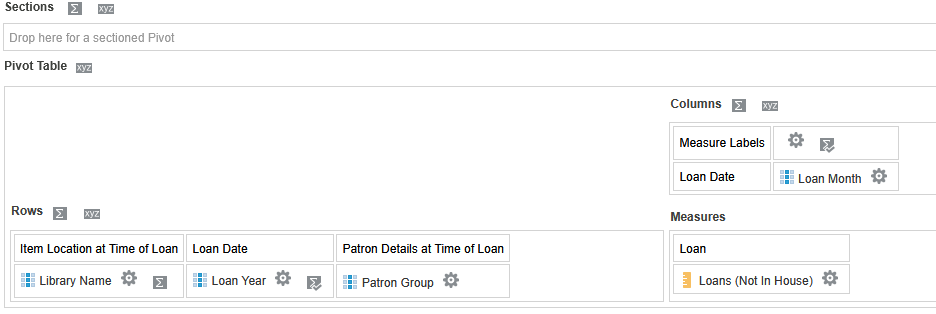 Sections Σ xyz
Drop here for a sectioned Pivot
Pivot Table xyz
Columns Σ xyz
Measure Labels Σ
Loan Date Loan Month
Rows Σ xyz
Measures
Item Location at Time of Loan Loan Date Patron Details at Time of Loan
Loan
Library Name Σ Loan Year Σ Patron Group
Loans (Not In House)